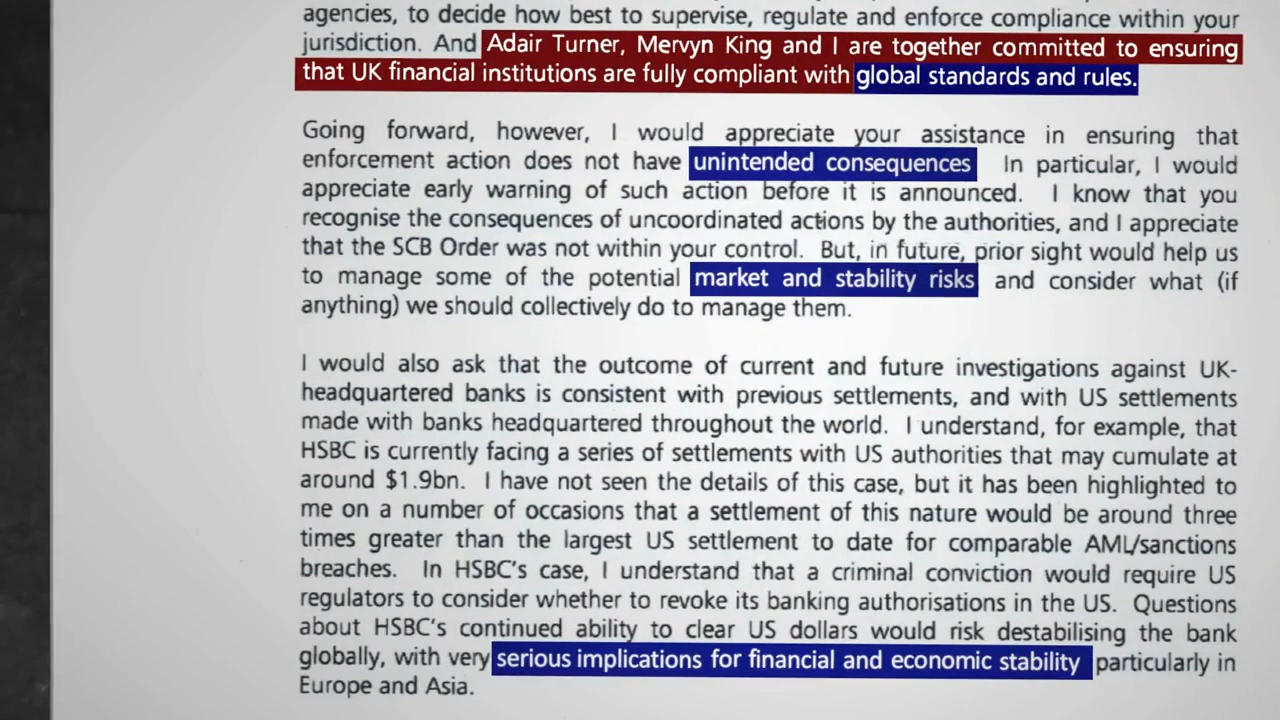 agencies, to decide how best to supervise, regulate and enforce compliance within your
jurisdiction. And Adair Turner, Mervyn King and I are together committed to ensuring
that UK financial institutions are fully compliant with global standards and rules.
Going forward, however, I would appreciate your assistance in ensuring that
enforcement action does not have unintended consequences In particular, I would
appreciate early warning of such action before it is announced. I know that you
recognise the consequences of uncoordinated actions by the authorities, and I appreciate
that the SCB Order was not within your control. But, in future, prior sight would help us
to manage some of the potential market and stability risks and consider what (if
anything) we should collectively do to manage them.
I would also ask that the outcome of current and future investigations against UK-
headquartered banks is consistent with previous settlements, and with US settlements
made with banks headquartered throughout the world. I understand, for example, that
HSBC is currently facing a series of settlements with US authorities that may cumulate at
around $1.9bn. I have not seen the details of this case, but it has been highlighted to
me on a number of occasions that a settlement of this nature would be around three
times greater than the largest US settlement to date for comparable AML/sanctions
breaches. In HSBC's case, I understand that a criminal conviction would require US
regulators to consider whether to revoke its banking authorisations in the US. Questions
about HSBC's continued ability to clear US dollars would risk destabilising the bank
globally, with very serious implications for financial and economic stability particularly in
Europe and Asia.